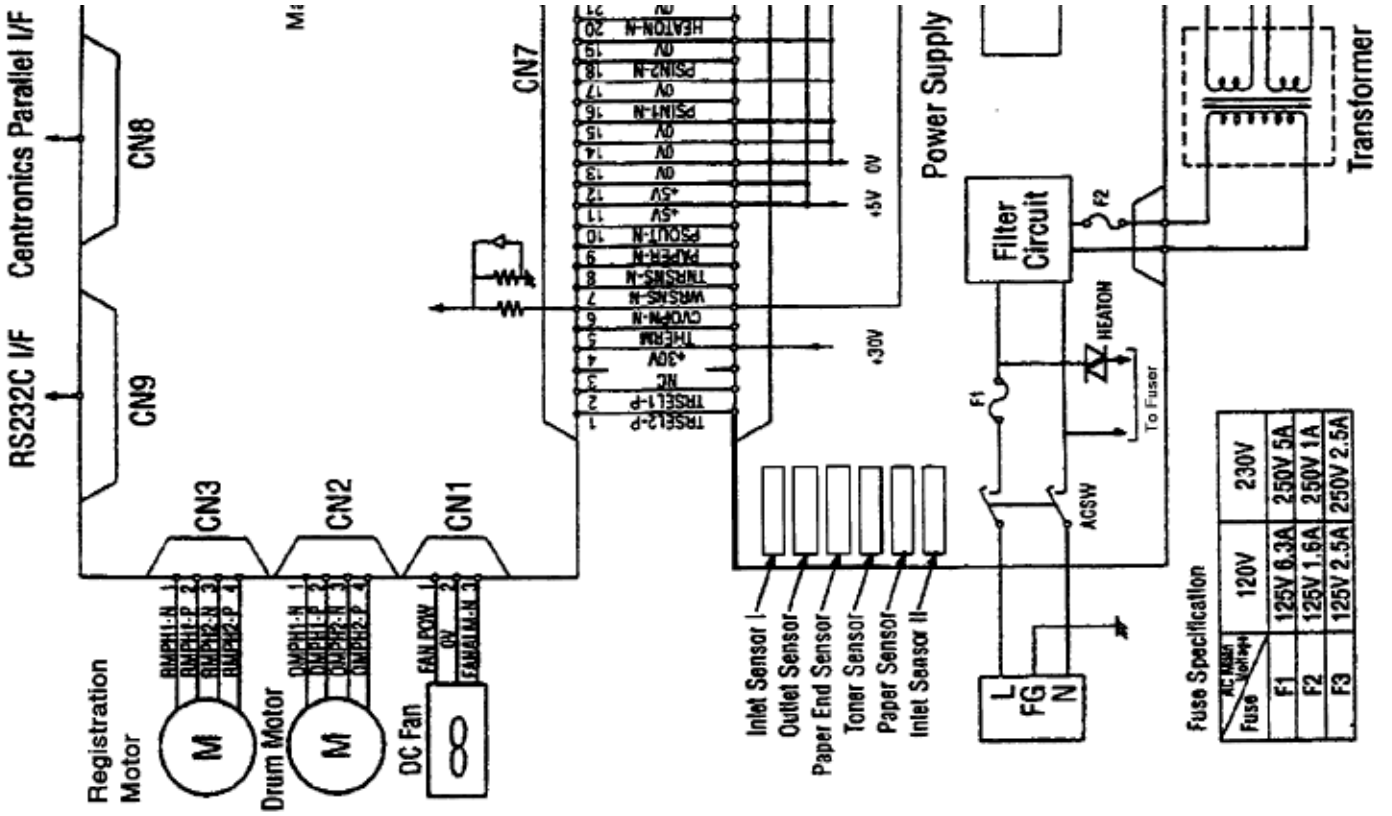 RS232C I/F
Centronics Parallel I/F
CN9
CN8
Ma
CN7
21 0V
20 HEATON-N
19 0V
18 PSIN2-N
17 0V
16 PSIN1-N
15 0V
14 0V
13 0V
12 +5V
11 +5V
10 PSOUT-N
9 PAPER-N
8 TNRSNS-N
7 WRSNS-N
6 CVOPN-N
5 THERM
4 +30V
3 NC
2 TRSEL1-P
1 TRSEL2-P
0V
+5V
+30V
CN3
CN2
CN1
RMPH1-N 1
RMPH1-P 2
RMPH2-N 3
RMPH2-P 4
DMPH1-N 1
DMPH1-P 2
DMPH2-N 3
DMPH2-P 4
FAN POW 1
0V 2
FANALM-N 3
Registration
Motor
M
Drum Motor
M
DC Fan
Inlet Sensor I
Outlet Sensor
Paper End Sensor
Toner Sensor
Paper Sensor
Inlet Sensor II
Power Supply
Filter
Circuit
F2
F1
HEATON
To Fuser
ACSW
L
FG
N
Transformer
Fuse Specification
AC Main Voltage
Fuse 120V 230V
F1 125V 6.3A 250V 5A
F2 125V 1.6A 250V 1A
F3 125V 2.5A 250V 2.5A